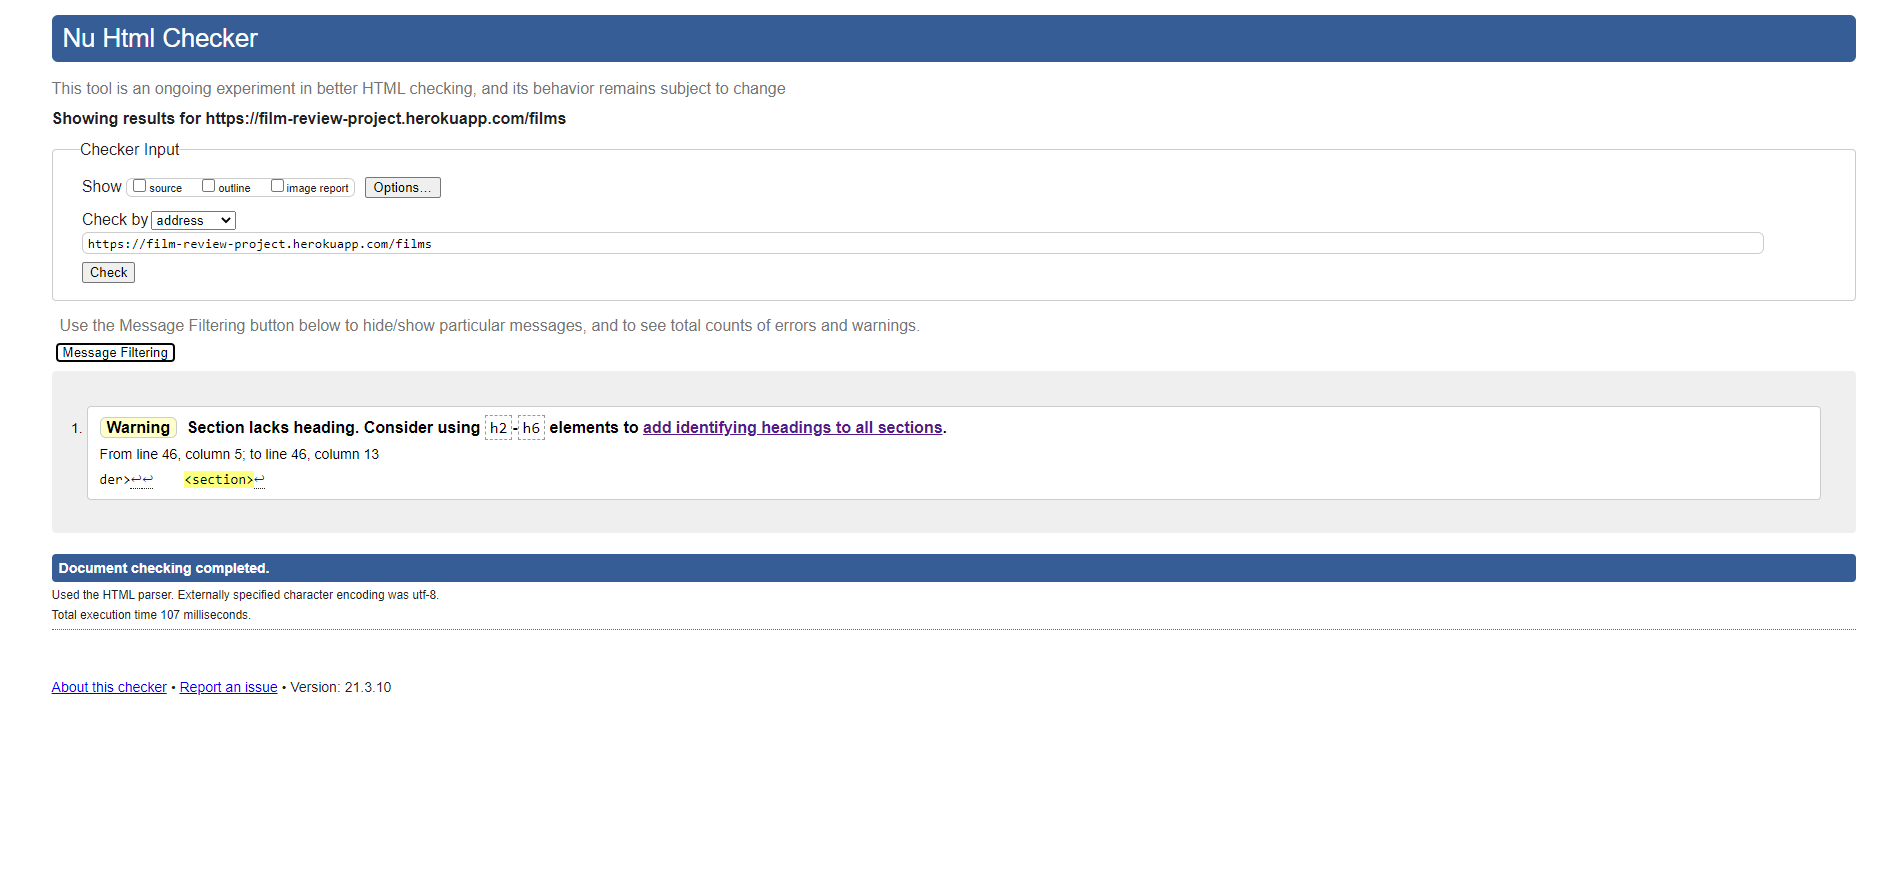 Nu Html Checker
This tool is an ongoing experiment in better HTML checking, and its behavior remains subject to change
Showing results for https://film-review-project.herokuapp.com/films
Checker Input
Show source outline image report Options...
Check by address
https://film-review-project.herokuapp.com/films
Check
Use the Message Filtering button below to hide/show particular messages, and to see total counts of errors and warnings.
Message Filtering
1. Warning Section lacks heading. Consider using h2-h6 elements to add identifying headings to all sections.
From line 46, column 5; to line 46, column 13
der>↩↩ <section>↩
Document checking completed.
Used the HTML parser. Externally specified character encoding was utf-8.
Total execution time 107 milliseconds.
About this checker • Report an issue • Version: 21.3.10